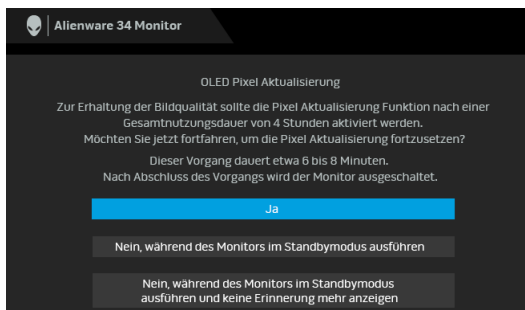 Alienware 34 Monitor
OLED Pixel Aktualisierung
Zur Erhaltung der Bildqualität sollte die Pixel Aktualisierung Funktion nach einer
Gesamtnutzungsdauer von 4 Stunden aktiviert werden.
Möchten Sie jetzt fortfahren, um die Pixel Aktualisierung fortzusetzen?
Dieser Vorgang dauert etwa 6 bis 8 Minuten.
Nach Abschluss des Vorgangs wird der Monitor ausgeschaltet.
Ja
Nein, während des Monitors im Standbymodus ausführen
Nein, während des Monitors im Standbymodus
ausführen und keine Erinnerung mehr anzeigen